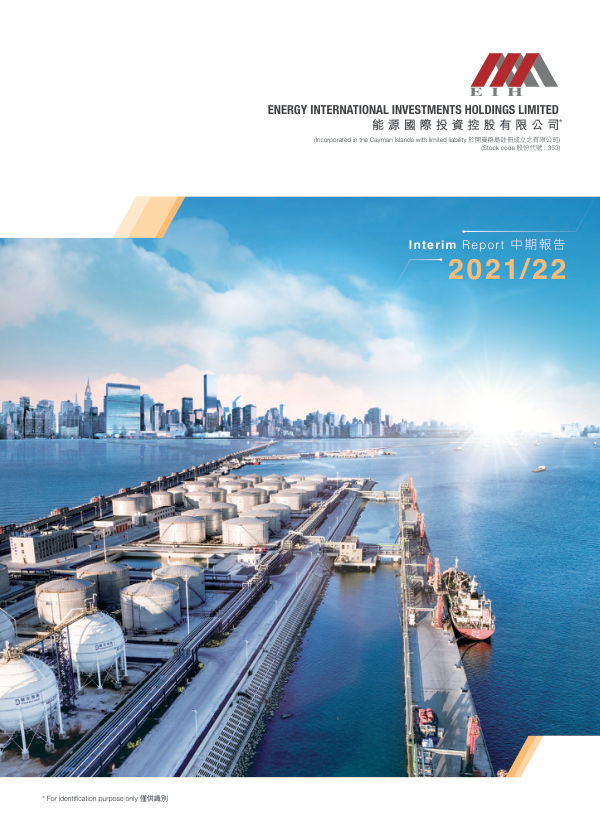 EIH
ENERGY INTERNATIONAL INVESTMENTS HOLDINGS LIMITED
能源國際投資控股有限公司*
(Incorporated in the Cayman Islands with limited liability 於開曼群島註冊成立之有限公司)
(Stock code 股份代號 : 353)
Interim Report 中期報告
2021/22
* For identification purpose only 僅供識別